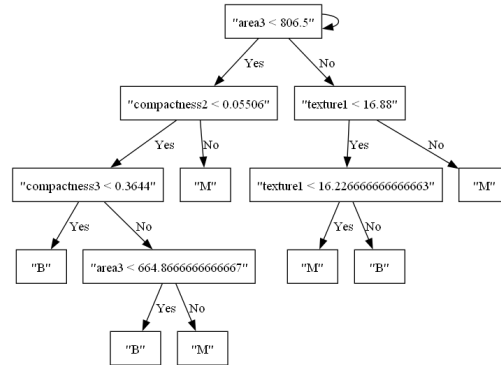 "area3 < 806.5"
Yes No
"compactness2 < 0.05506" "texture1 < 16.88"
Yes No Yes No
"compactness3 < 0.3644" "M" "texture1 < 16.226666666666663" "M"
Yes No Yes No
"B" "area3 < 664.8666666666667" "M" "B"
Yes No
"B" "M"